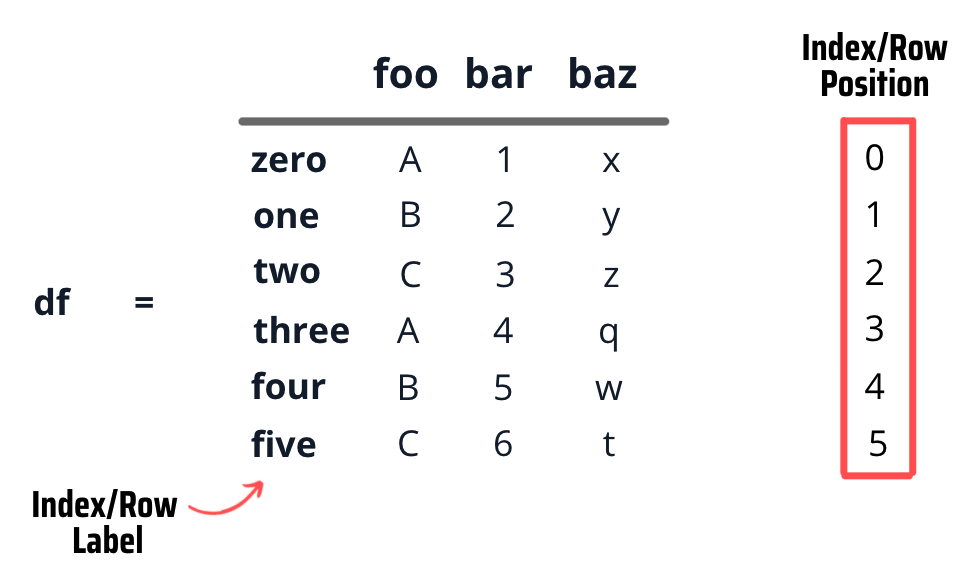 Index/Row
Position
foo bar baz
zero A 1 x 0
one B 2 y 1
two C 3 z 2
df = three A 4 q 3
four B 5 w 4
five C 6 t 5
Index/Row
Label